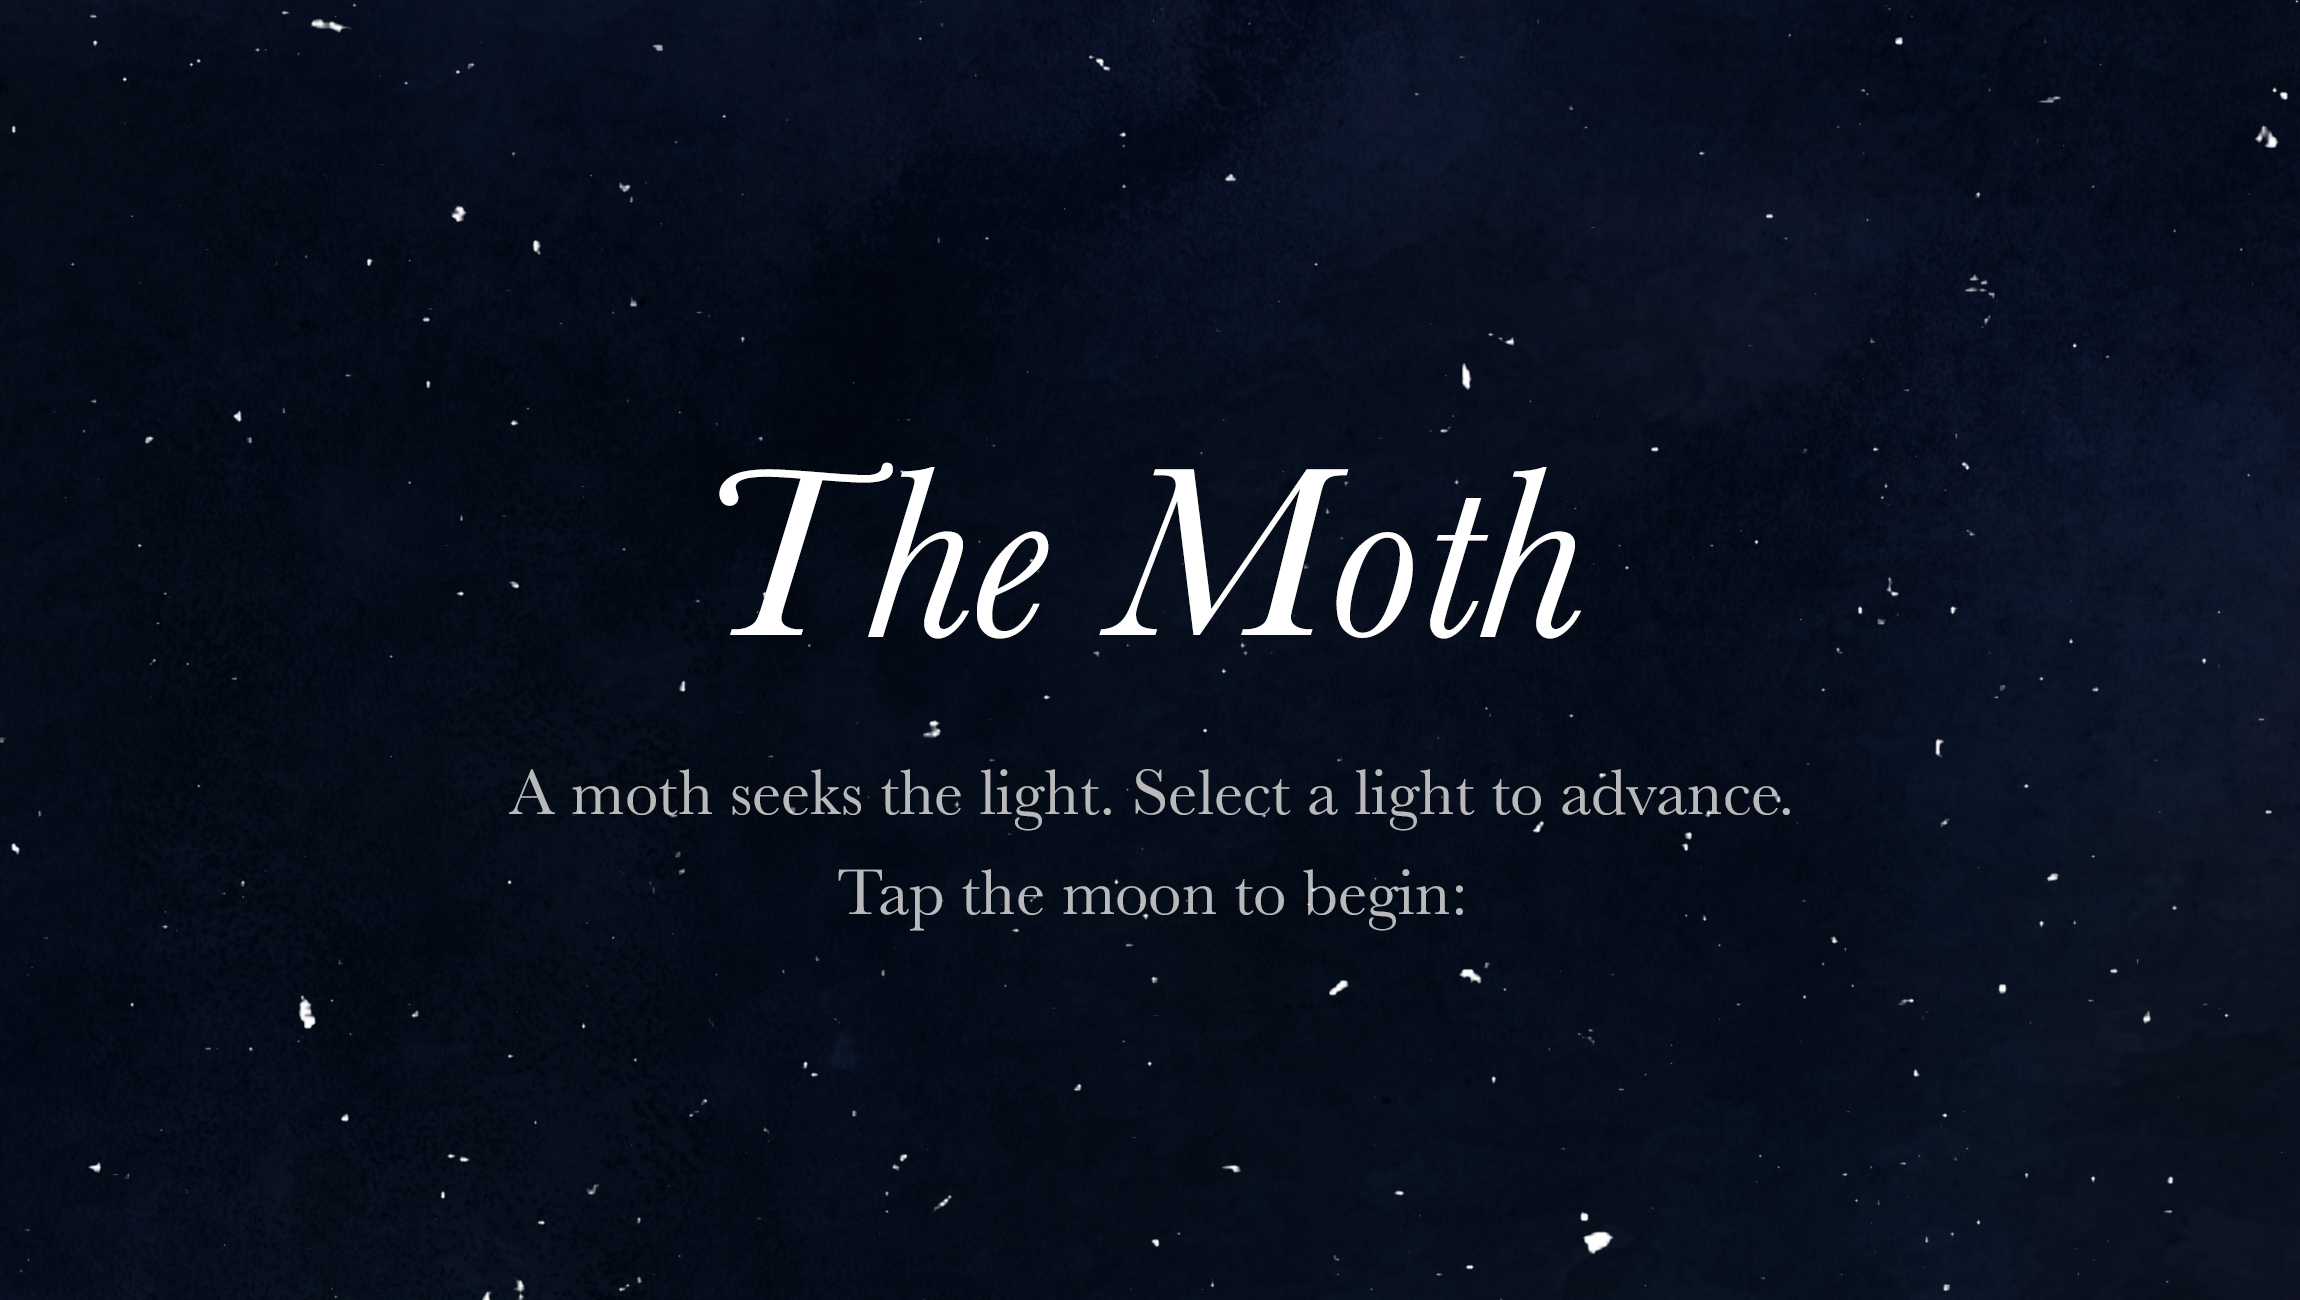 The Moth
A moth seeks the light. Select a light to advance.
Tap the moon to begin: